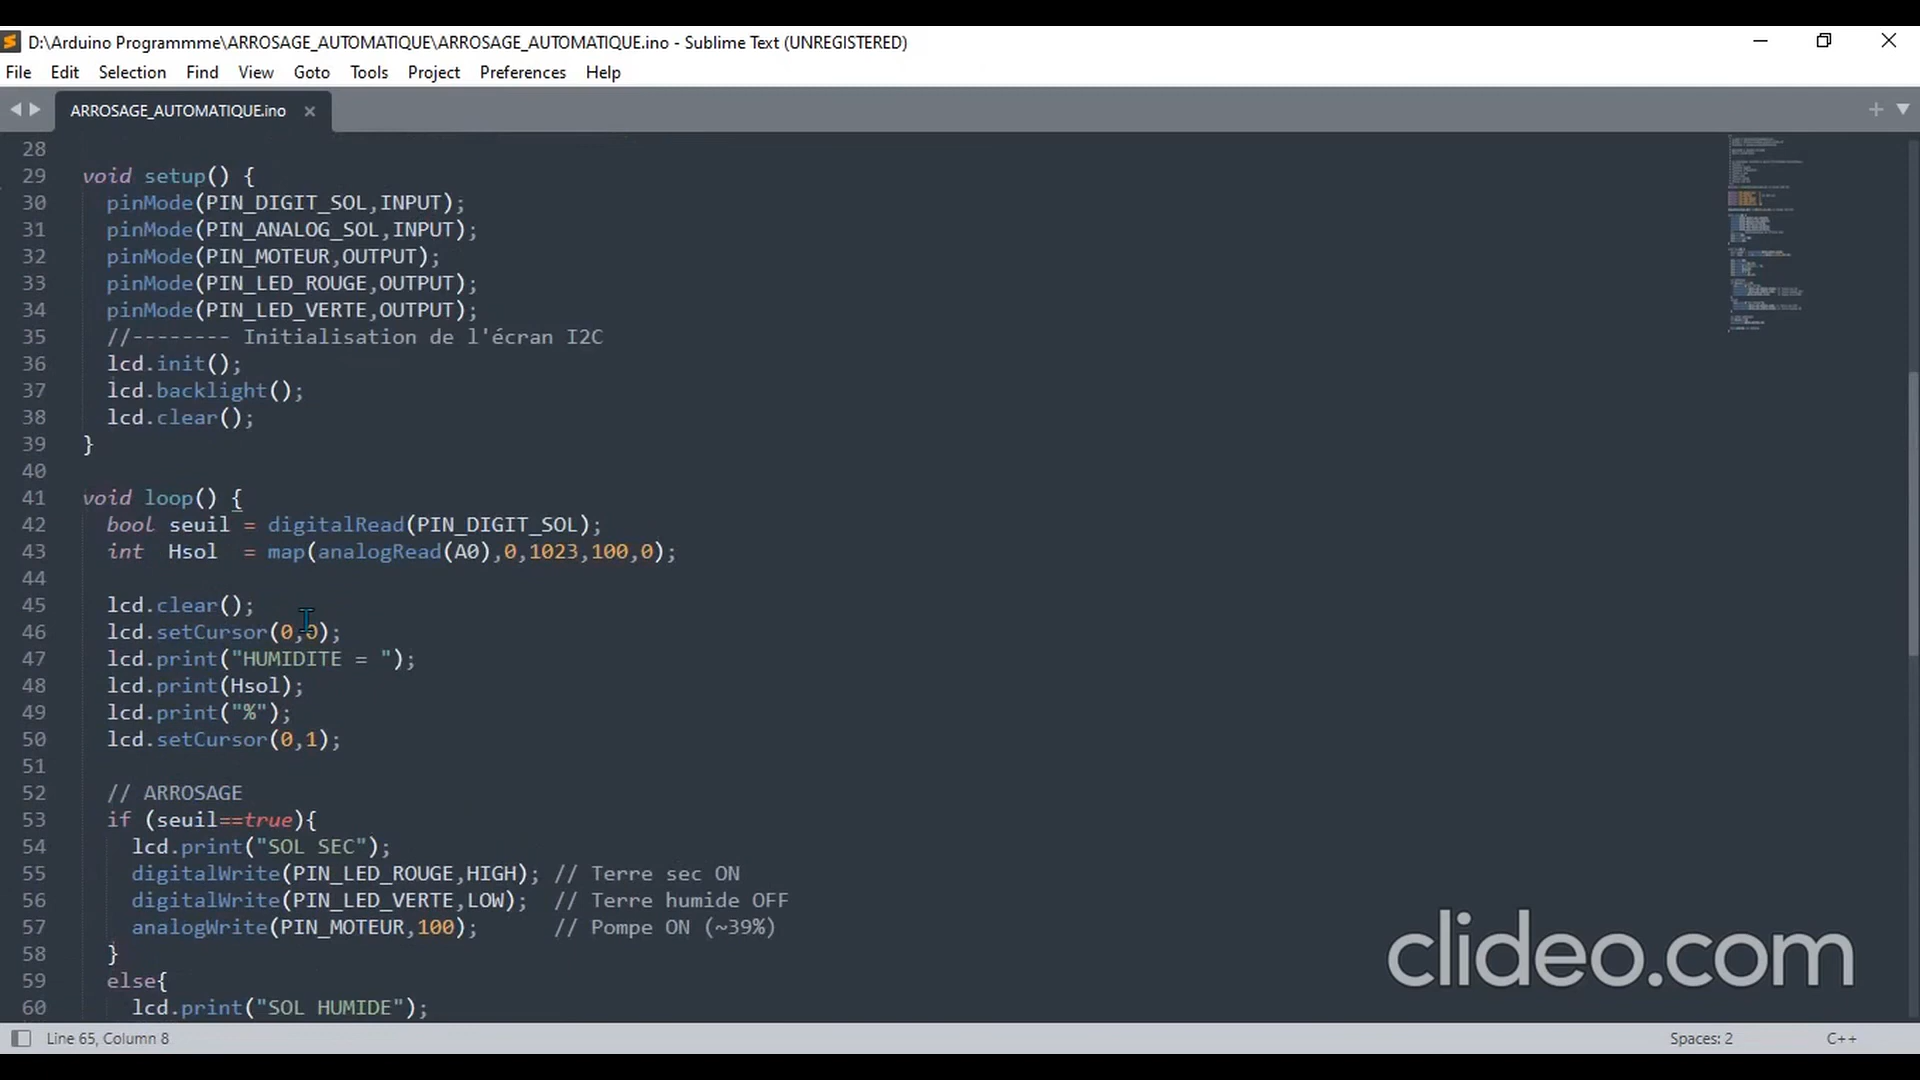 D:\Arduino Programmme\ARROSAGE_AUTOMATIQUE\ARROSAGE_AUTOMATIQUE.ino - Sublime Text (UNREGISTERED)
File Edit Selection Find View Goto Tools Project Preferences Help
ARROSAGE_AUTOMATIQUE.ino
28
29 void setup() {
30 pinMode(PIN_DIGIT_SOL,INPUT);
31 pinMode(PIN_ANALOG_SOL,INPUT);
32 pinMode(PIN_MOTEUR,OUTPUT);
33 pinMode(PIN_LED_ROUGE,OUTPUT);
34 pinMode(PIN_LED_VERTE,OUTPUT);
35 //-------- Initialisation de l'écran I2C
36 lcd.init();
37 lcd.backlight();
38 lcd.clear();
39 }
40
41 void loop() {
42 bool seuil = digitalRead(PIN_DIGIT_SOL);
43 int  Hsol  = map(analogRead(A0),0,1023,100,0);
44
45 lcd.clear();
46 lcd.setCursor(0,0);
47 lcd.print("HUMIDITE = ");
48 lcd.print(Hsol);
49 lcd.print("%");
50 lcd.setCursor(0,1);
51
52 // ARROSAGE
53 if (seuil==true){
54 lcd.print("SOL SEC");
55 digitalWrite(PIN_LED_ROUGE,HIGH); // Terre sec ON
56 digitalWrite(PIN_LED_VERTE,LOW);  // Terre humide OFF
57 analogWrite(PIN_MOTEUR,100);      // Pompe ON (~39%)
58 }
59 else{
60 lcd.print("SOL HUMIDE");
clideo.com
Line 65, Column 8 Spaces: 2 C++